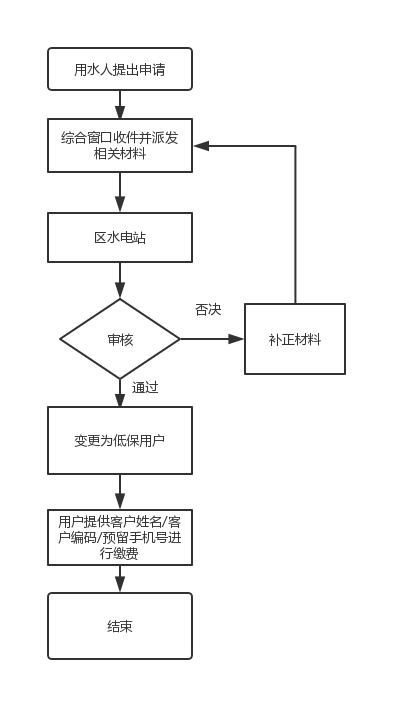 用水人提出申请
综合窗口收件并派发
相关材料
区水电站
否决
审核
补正材料
通过
变更为低保用户
用户提供客户姓名/客
户编码/预留手机号进
行缴费
结束